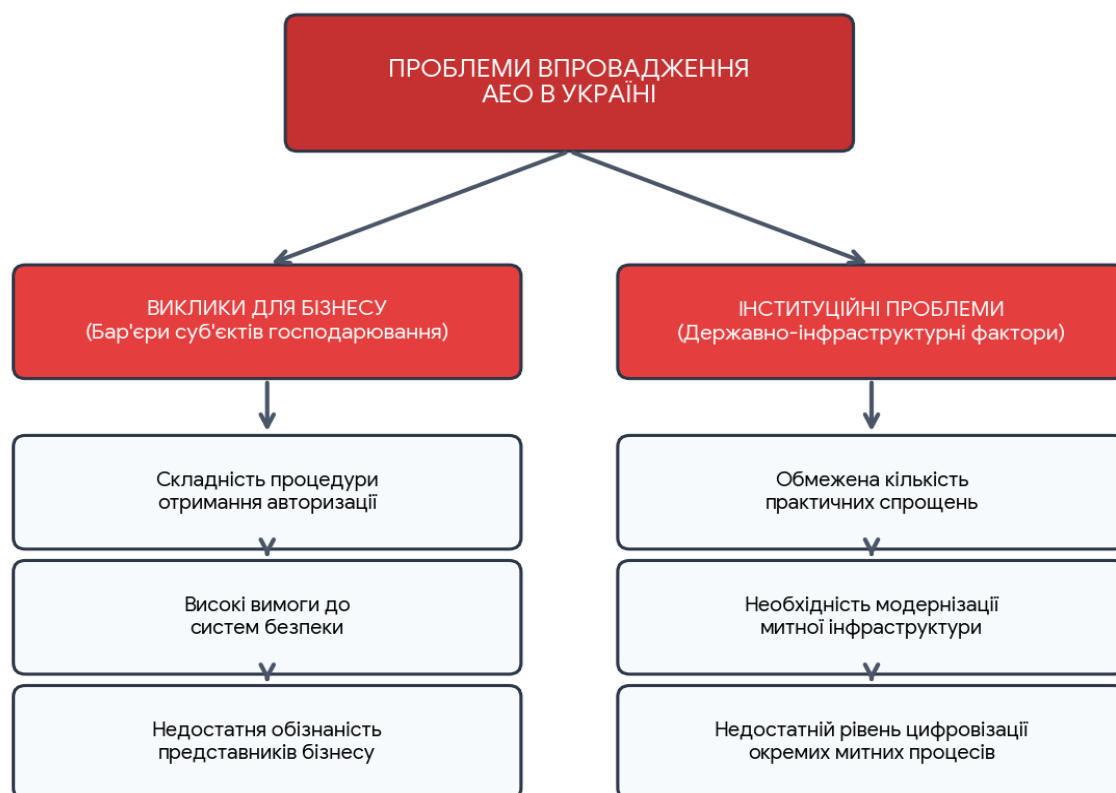 ПРОБЛЕМИ ВПРОВАДЖЕННЯ
АЕО В УКРАЇНІ
ВИКЛИКИ ДЛЯ БІЗНЕСУ
(Бар'єри суб'єктів господарювання)
Складність процедури
отримання авторизації
Високі вимоги до
систем безпеки
Недостатня обізнаність
представників бізнесу
ІНСТИТУЦІЙНІ ПРОБЛЕМИ
(Державно-інфраструктурні фактори)
Обмежена кількість
практичних спрощень
Необхідність модернізації
митної інфраструктури
Недостатній рівень цифровізації
окремих митних процесів